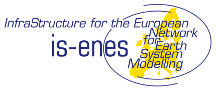 InfraStructure for the European
Network
for
Earth
System
Modelling
is-enes